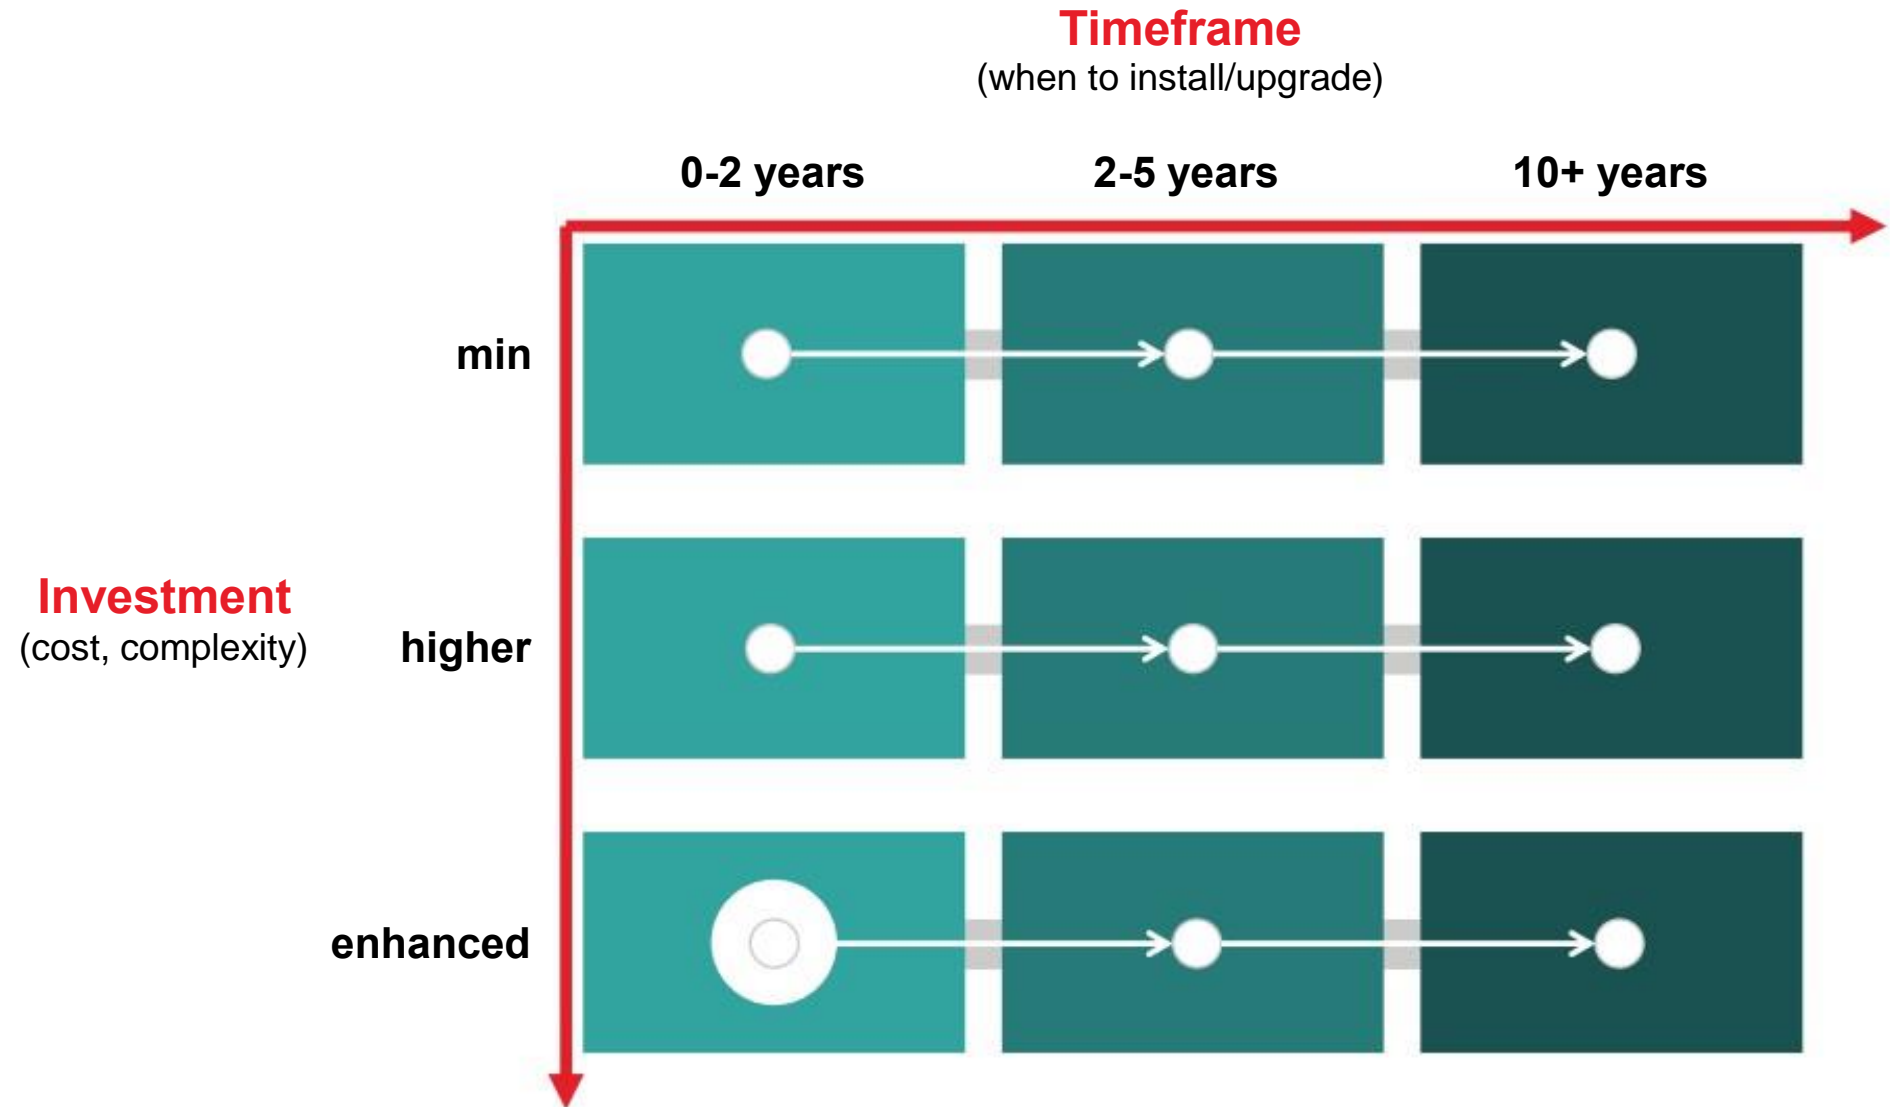 Timeframe
(when to install/upgrade)
0-2 years 2-5 years 10+ years
min
Investment
(cost, complexity)
higher
enhanced